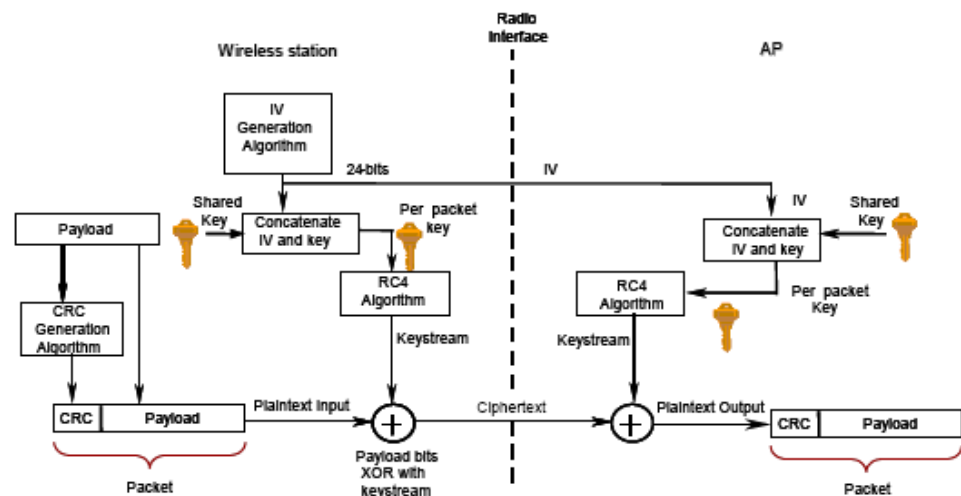 Radio
Interface
Wireless station
AP
IV
Generation
Algorithm
24-bits
IV
IV
Shared
Key
Concatenate
IV and key
Per packet
key
Payload
Concatenate
IV and key
Shared
Key
RC4
Algorithm
RC4
Algorithm
Per packet
Key
CRC
Generation
Algorithm
Keystream
Keystream
CRC
Payload
Plaintext Input
Ciphertext
Plaintext Output
CRC
Payload
Packet
Payload bits
XOR with
keystream
Packet